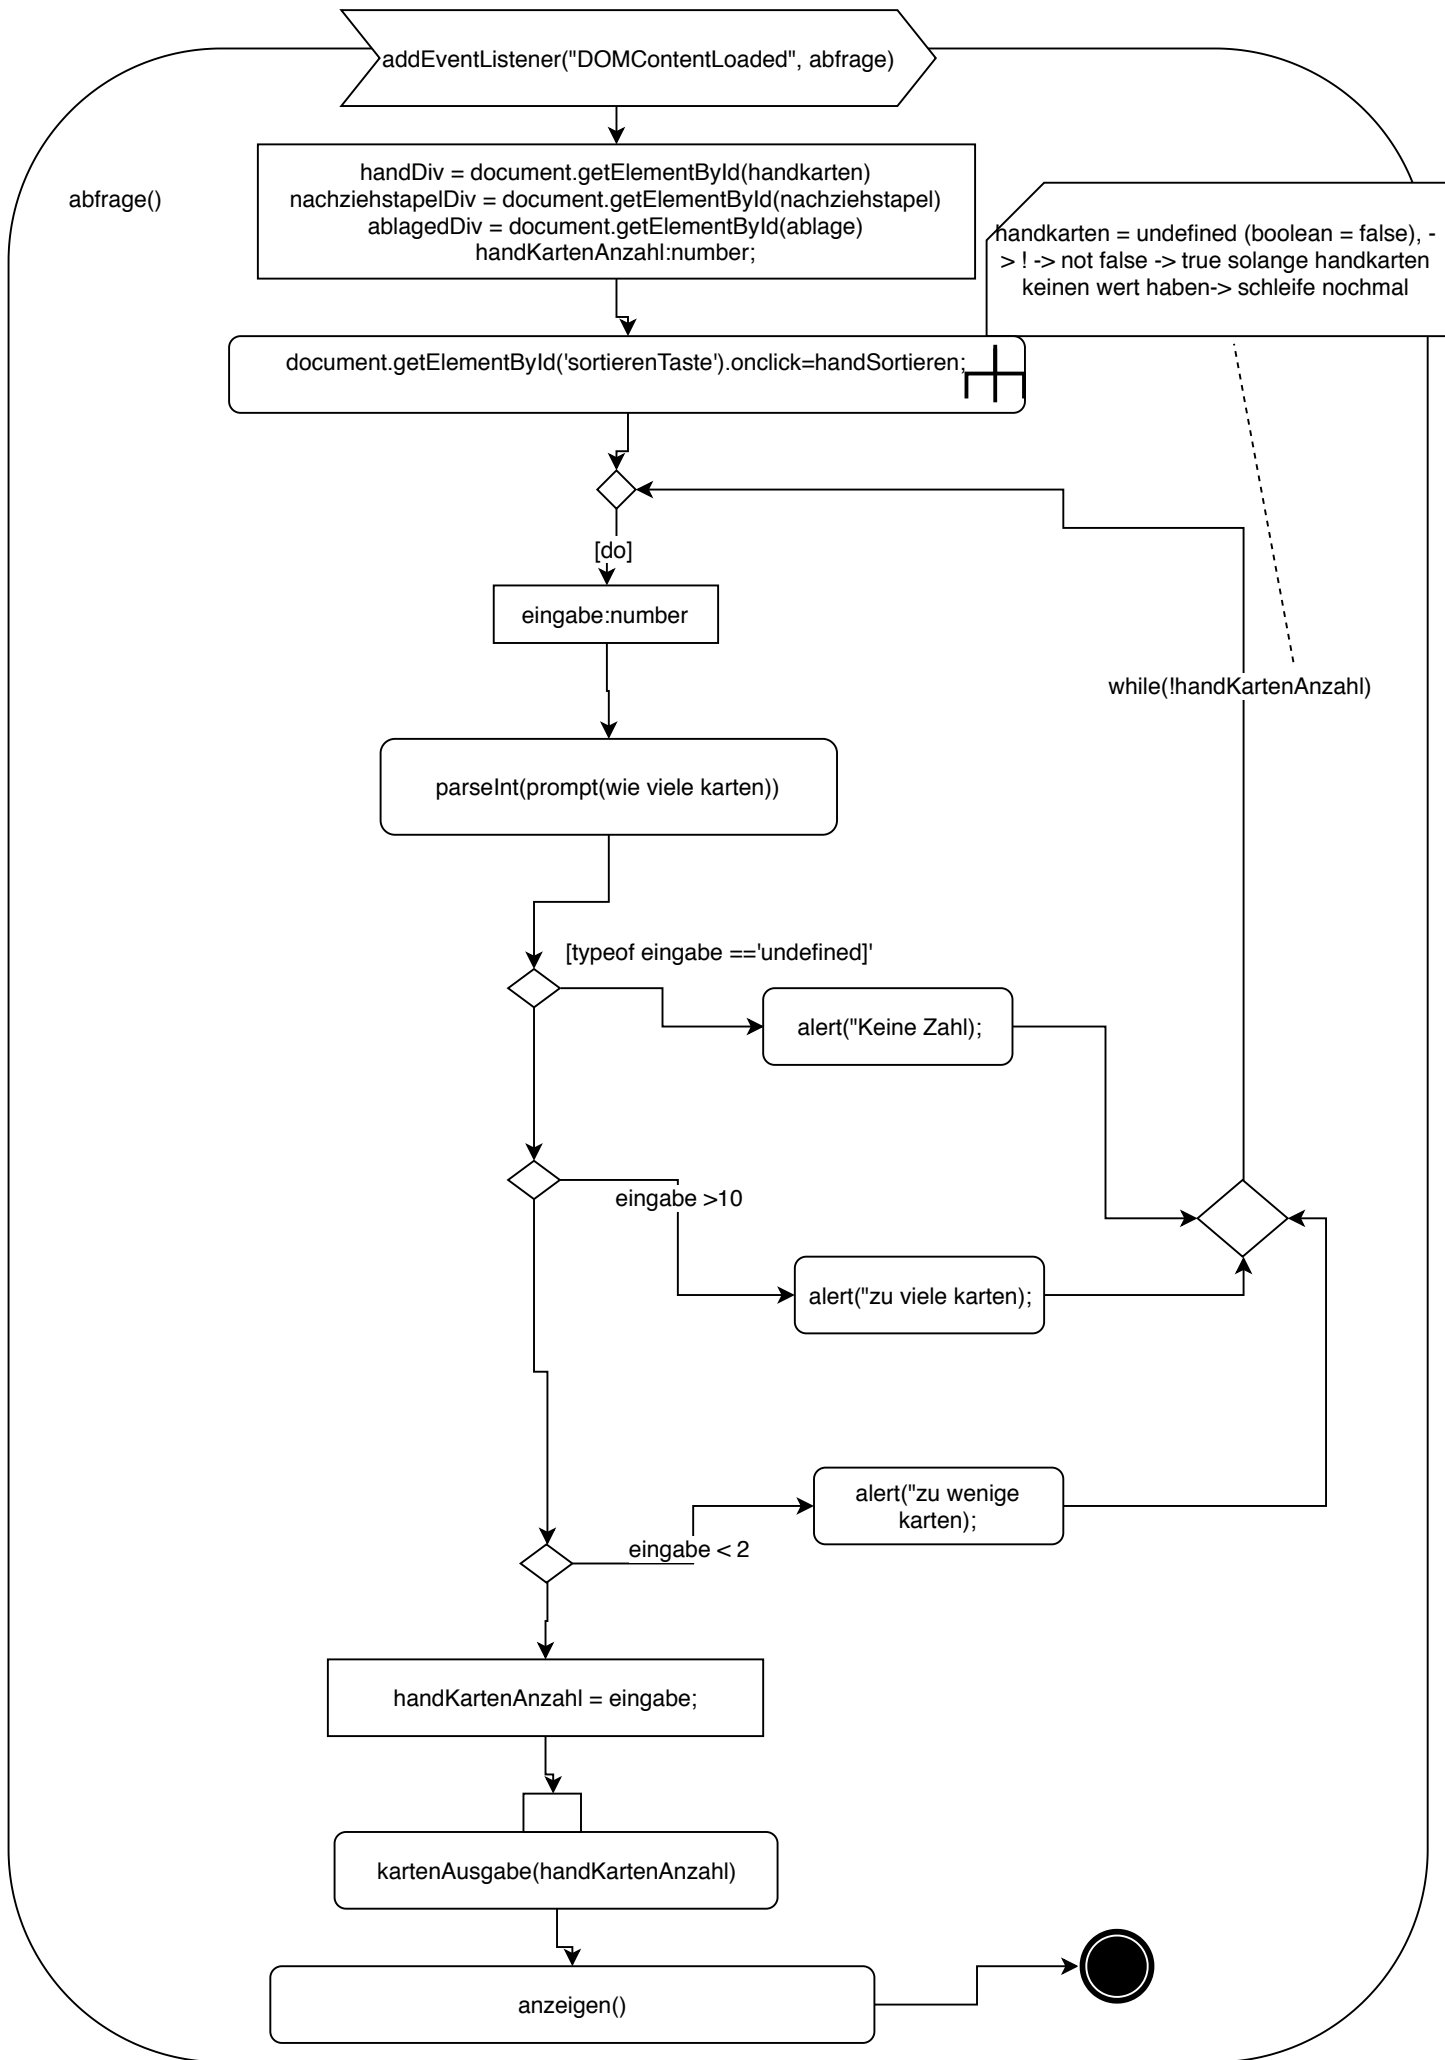 addEventListener("DOMContentLoaded", abfrage)
abfrage()
handDiv = document.getElementById(handkarten)
nachziehstapelDiv = document.getElementById(nachziehstapel)
ablagedDiv = document.getElementById(ablage)
handKartenAnzahl:number;
handkarten = undefined (boolean = false), -
> ! -> not false -> true solange handkarten
keinen wert haben-> schleife nochmal
document.getElementById('sortierenTaste').onclick=handSortieren;
[do]
eingabe:number
while(!handKartenAnzahl)
parseInt(prompt(wie viele karten))
[typeof eingabe =='undefined]'
alert("Keine Zahl);
eingabe >10
alert("zu viele karten);
alert("zu wenige
karten);
eingabe < 2
handKartenAnzahl = eingabe;
kartenAusgabe(handKartenAnzahl)
anzeigen()